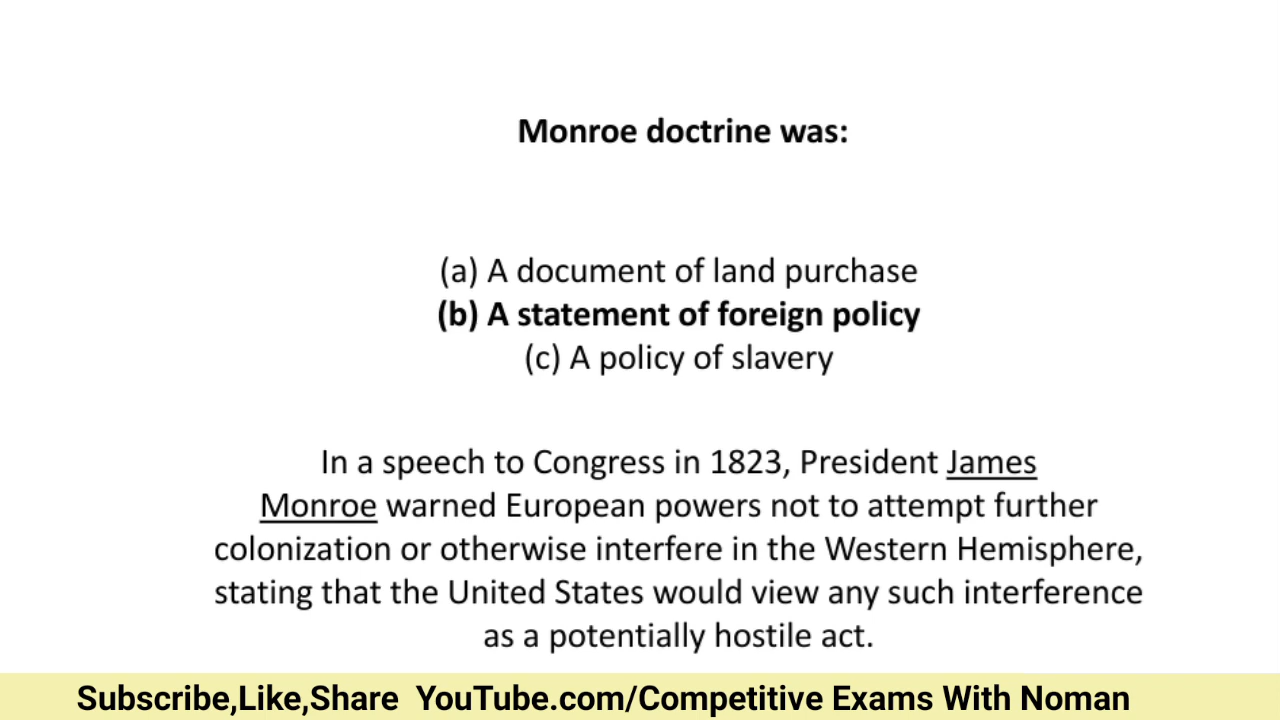 Monroe doctrine was:
(a) A document of land purchase
(b) A statement of foreign policy
(c) A policy of slavery
In a speech to Congress in 1823, President James
Monroe warned European powers not to attempt further
colonization or otherwise interfere in the Western Hemisphere,
stating that the United States would view any such interference
as a potentially hostile act.
Subscribe,Like,Share YouTube.com/Competitive Exams With Noman